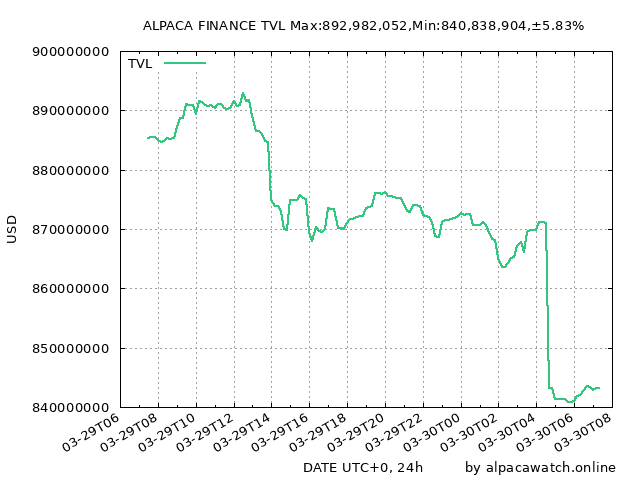 ALPACA FINANCE TVL Max:892,982,052,Min:840,838,904,±5.83%
TVL
900000000
890000000
880000000
870000000
860000000
850000000
840000000
USD
03-29T06
03-29T08
03-29T10
03-29T12
03-29T14
03-29T16
03-29T18
03-29T20
03-29T22
03-30T00
03-30T02
03-30T04
03-30T06
03-30T08
DATE UTC+0, 24h
by alpacawatch.online